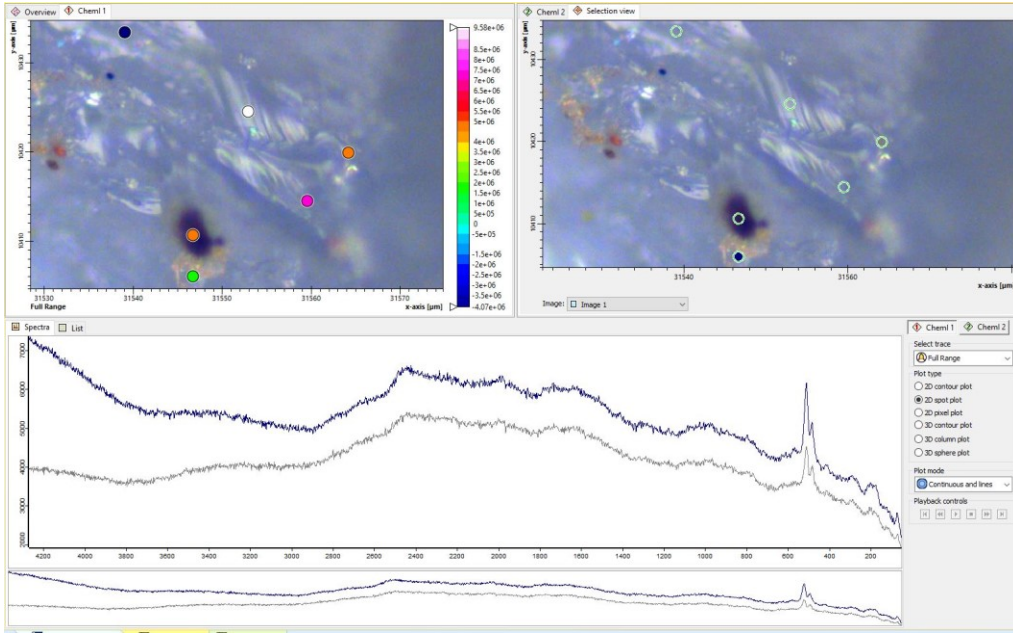 Overview Cheml 1
y-axis [µm]
10430
10420
10410
31530 31540 31550 31560 31570
Full Range x-axis [µm]
9.58e+06
8.5e+06
8e+06
7.5e+06
7e+06
6.5e+06
6e+06
5.5e+06
5e+06
4e+06
3.5e+06
3e+06
2.5e+06
2e+06
1.5e+06
1e+06
5e+05
0
-5e+05
-1.5e+06
-2e+06
-2.5e+06
-3e+06
-3.5e+06
-4.07e+06
Cheml 2 Selection view
y-axis [µm]
10430
10420
10410
31540 31560
x-axis [µm]
Image: Image 1
Spectra List
7000
6000
5000
4000
3000
2000
4000 3800 3600 3400 3200 3000 2800 2600 2400 2200 2000 1800 1600 1400 1200 1000 800 600 400 200
Cheml 1 Cheml 2
Select trace
Full Range
Plot type
2D contour plot
2D spot plot
2D pixel plot
3D contour plot
3D column plot
3D sphere plot
Plot mode
Continuous and lines
Playback controls